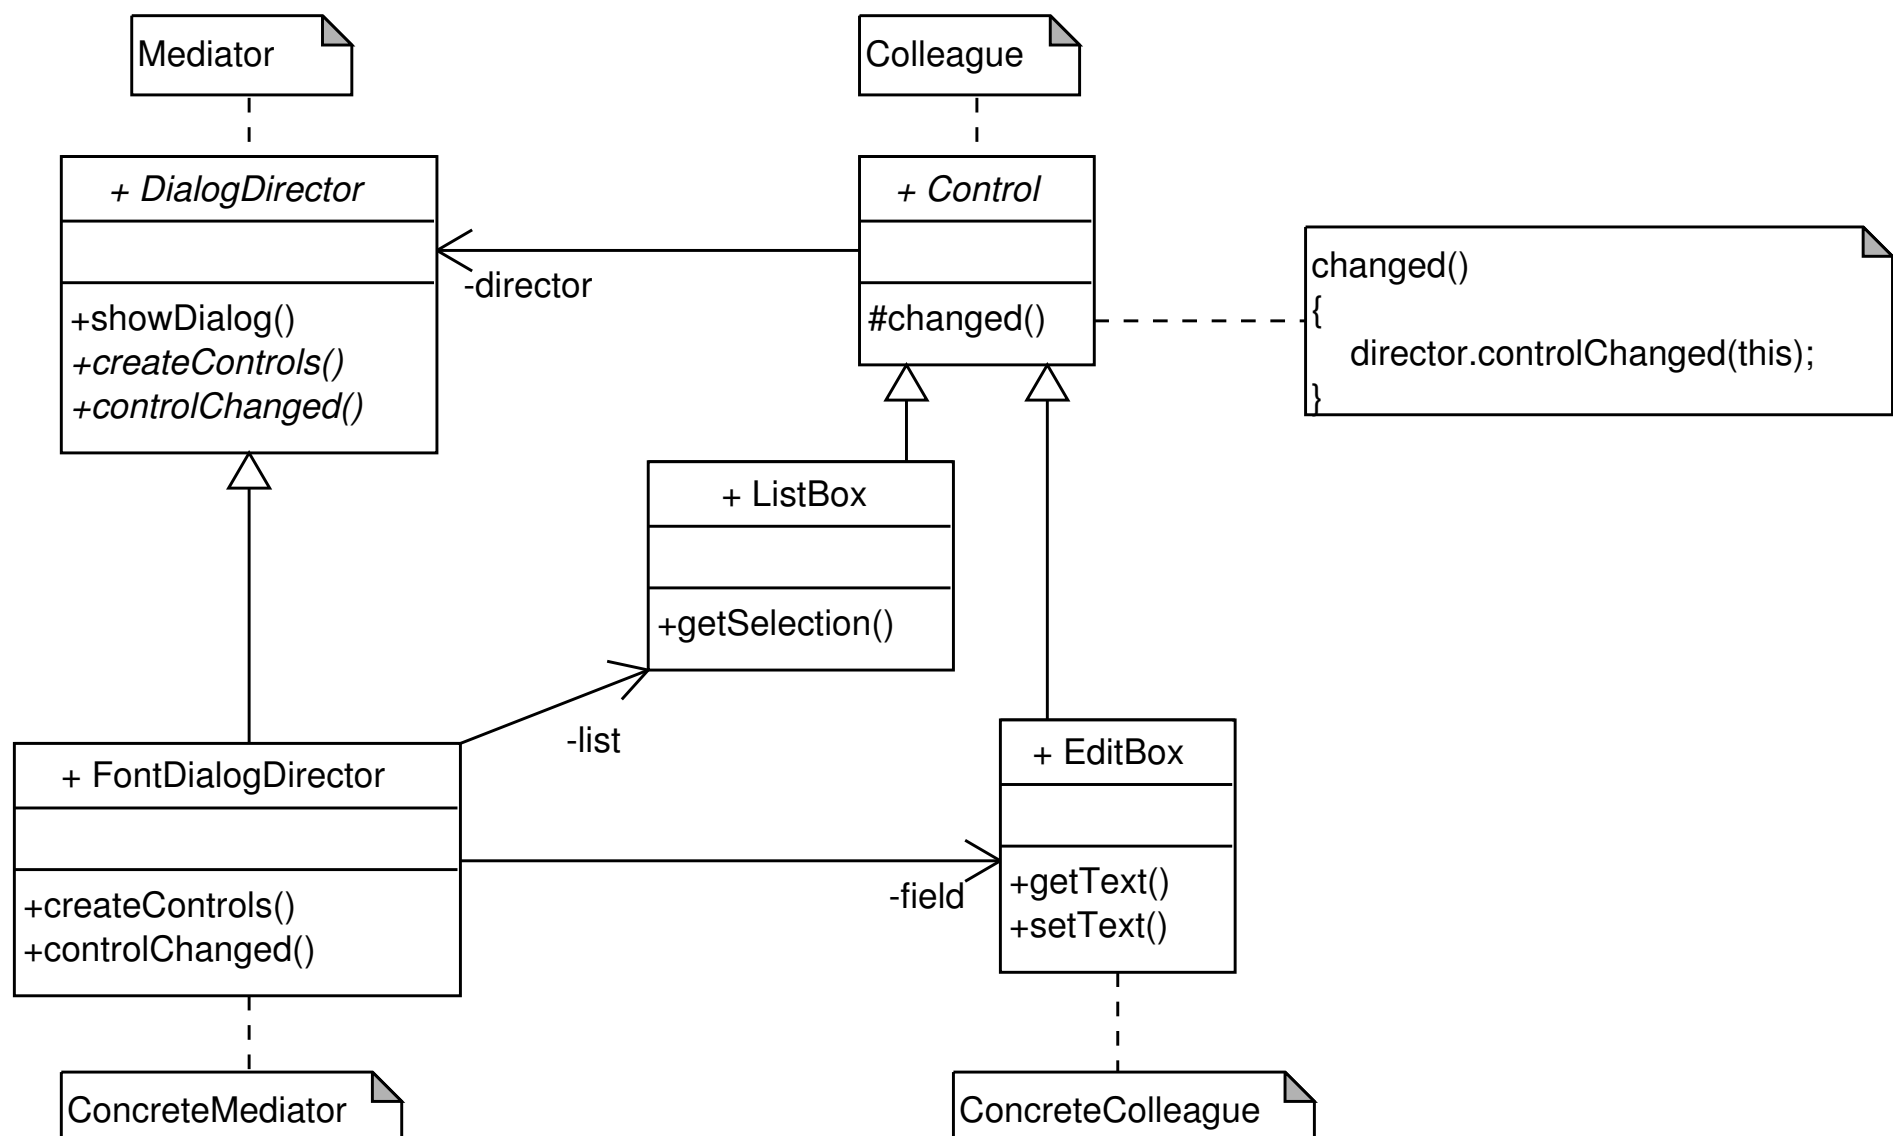 Mediator
Colleague
+ DialogDirector
+ Control
-director
+showDialog()
+createControls()
+controlChanged()
#changed()
changed()
{
director.controlChanged(this);
}
+ ListBox
+getSelection()
-list
+ FontDialogDirector
+createControls()
+controlChanged()
-field
+ EditBox
+getText()
+setText()
ConcreteMediator
ConcreteColleague